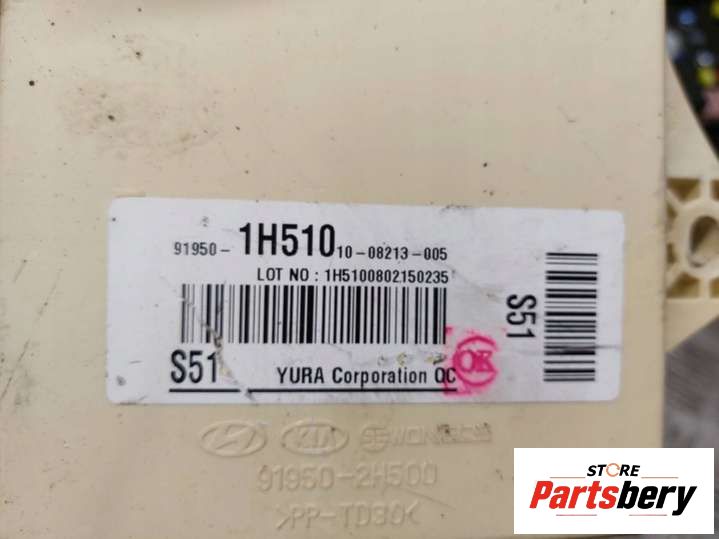 91950- 1H510 10-08213-005
LOT NO : 1H5100802150235
S51
S51
YURA Corporation QC
OK
KIA
91950-2H500
>PP-TD30<
STORE
Partsbery